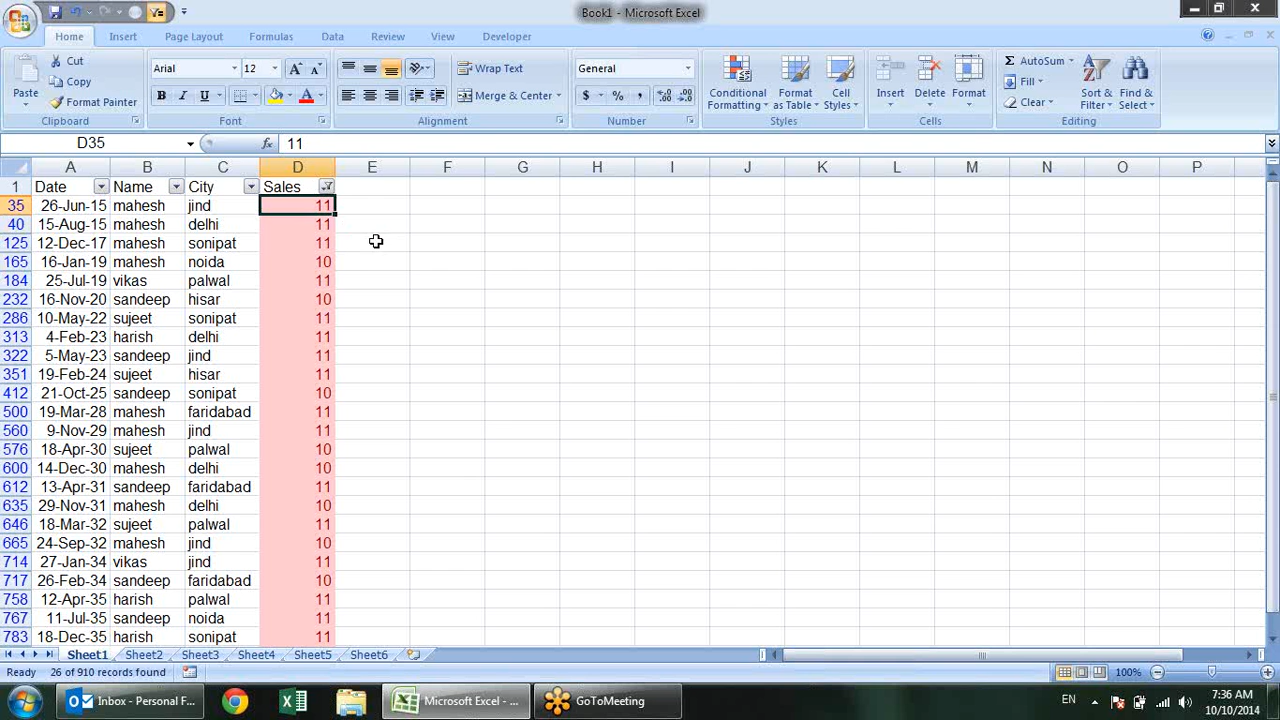 Book1 - Microsoft Excel
Home Insert Page Layout Formulas Data Review View Developer
Paste
Cut
Copy
Format Painter
Clipboard
Arial 12
B I U
A A
Font
Wrap Text
Merge & Center
Alignment
General
$ % ,
Number
Conditional Formatting
Format as Table
Cell Styles
Styles
Insert
Delete
Format
Cells
AutoSum
Fill
Clear
Sort & Filter
Find & Select
Editing
D35 fx 11
A B C D E F G H I J K L M N O P
1 Date Name City Sales
35 26-Jun-15 mahesh jind 11
40 15-Aug-15 mahesh delhi 11
125 12-Dec-17 mahesh sonipat 11
165 16-Jan-19 mahesh noida 10
184 25-Jul-19 vikas palwal 11
232 16-Nov-20 sandeep hisar 10
286 10-May-22 sujeet sonipat 11
313 4-Feb-23 harish delhi 11
322 5-May-23 sandeep jind 11
351 19-Feb-24 sujeet hisar 11
412 21-Oct-25 sandeep sonipat 10
500 19-Mar-28 mahesh faridabad 11
560 9-Nov-29 mahesh jind 11
576 18-Apr-30 sujeet palwal 10
600 14-Dec-30 mahesh delhi 10
612 13-Apr-31 sandeep faridabad 11
635 29-Nov-31 mahesh delhi 10
646 18-Mar-32 sujeet palwal 11
665 24-Sep-32 mahesh jind 10
714 27-Jan-34 vikas jind 11
717 26-Feb-34 sandeep faridabad 10
758 12-Apr-35 harish palwal 11
767 11-Jul-35 sandeep noida 11
783 18-Dec-35 harish sonipat 11
Sheet1 Sheet2 Sheet3 Sheet4 Sheet5 Sheet6
Ready 26 of 910 records found 100%
Inbox - Personal F... Microsoft Excel - ... GoToMeeting EN 7:36 AM
10/10/2014